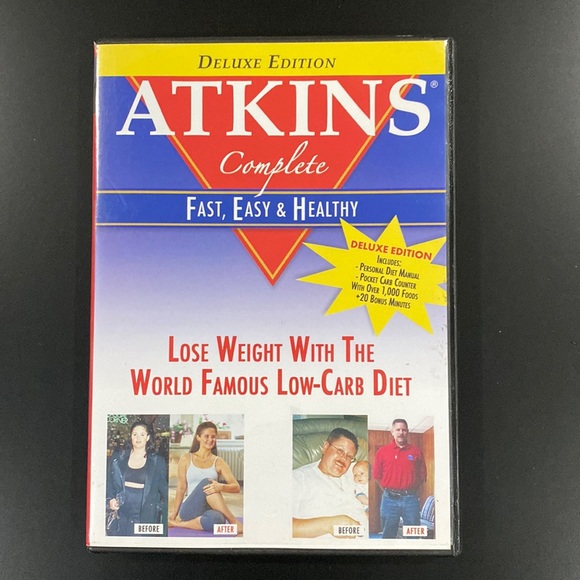 DELUXE EDITION
ATKINS®
Complete
FAST, EASY & HEALTHY
DELUXE EDITION
INCLUDES:
- PERSONAL DIET MANUAL
- POCKET CARB COUNTER
WITH OVER 1,000 FOODS
+20 BONUS MINUTES
LOSE WEIGHT WITH THE
WORLD FAMOUS LOW-CARB DIET
BEFORE
AFTER
BEFORE
AFTER